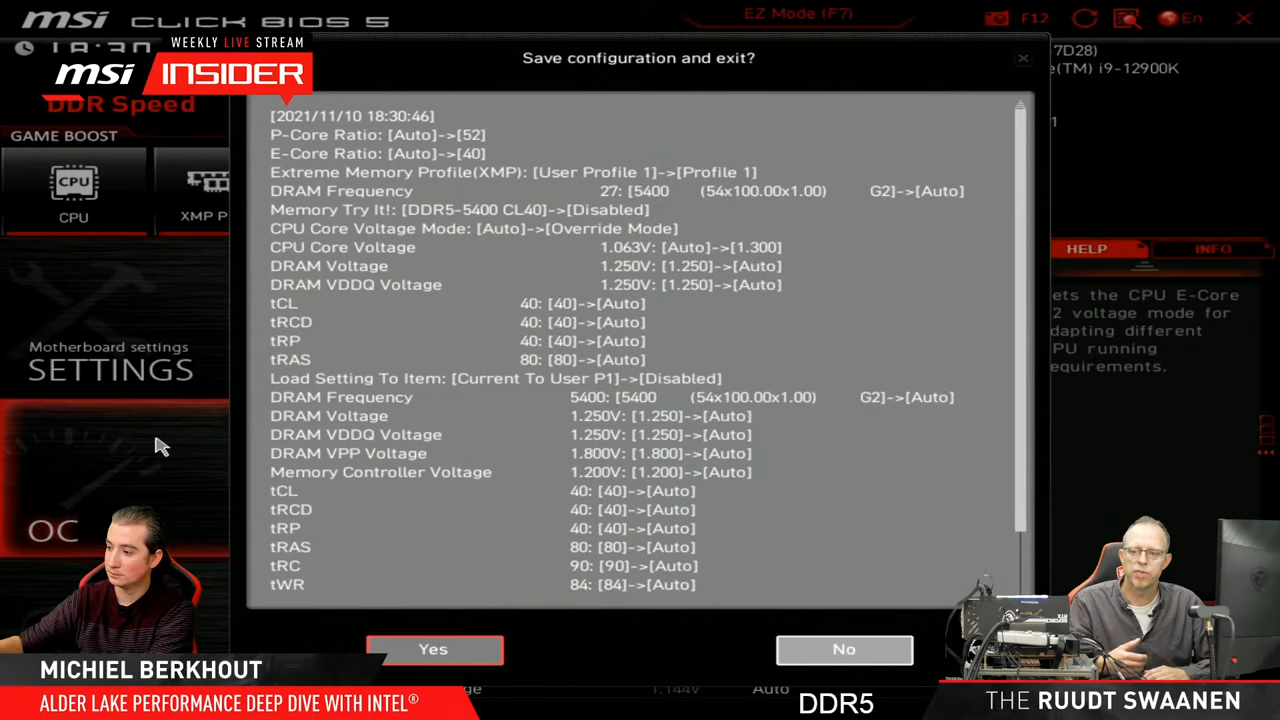 msi CLICK BIOS 5
EZ Mode (F7)
F12
En
18:30
WEEKLY LIVE STREAM
msi INSIDER
DDR Speed
7D28)
(TM) i9-12900K
1
GAME BOOST
CPU
CPU
XMP P
Motherboard settings
SETTINGS
OC
Save configuration and exit?
[2021/11/10 18:30:46]
P-Core Ratio: [Auto]->[52]
E-Core Ratio: [Auto]->[40]
Extreme Memory Profile(XMP): [User Profile 1]->[Profile 1]
DRAM Frequency 27: [5400 (54x100.00x1.00) G2]->[Auto]
Memory Try It!: [DDR5-5400 CL40]->[Disabled]
CPU Core Voltage Mode: [Auto]->[Override Mode]
CPU Core Voltage 1.063V: [Auto]->[1.300]
DRAM Voltage 1.250V: [1.250]->[Auto]
DRAM VDDQ Voltage 1.250V: [1.250]->[Auto]
tCL 40: [40]->[Auto]
tRCD 40: [40]->[Auto]
tRP 40: [40]->[Auto]
tRAS 80: [80]->[Auto]
Load Setting To Item: [Current To User P1]->[Disabled]
DRAM Frequency 5400: [5400 (54x100.00x1.00) G2]->[Auto]
DRAM Voltage 1.250V: [1.250]->[Auto]
DRAM VDDQ Voltage 1.250V: [1.250]->[Auto]
DRAM VPP Voltage 1.800V: [1.800]->[Auto]
Memory Controller Voltage 1.200V: [1.200]->[Auto]
tCL 40: [40]->[Auto]
tRCD 40: [40]->[Auto]
tRP 40: [40]->[Auto]
tRAS 80: [80]->[Auto]
tRC 90: [90]->[Auto]
tWR 84: [84]->[Auto]
Yes
No
HELP
INFO
ets the CPU E-Core
2 voltage mode for
dapting different
PU running
equirements.
1.144V Auto
MICHIEL BERKHOUT
ALDER LAKE PERFORMANCE DEEP DIVE WITH INTEL®
DDR5
THE RUUDT SWAANEN